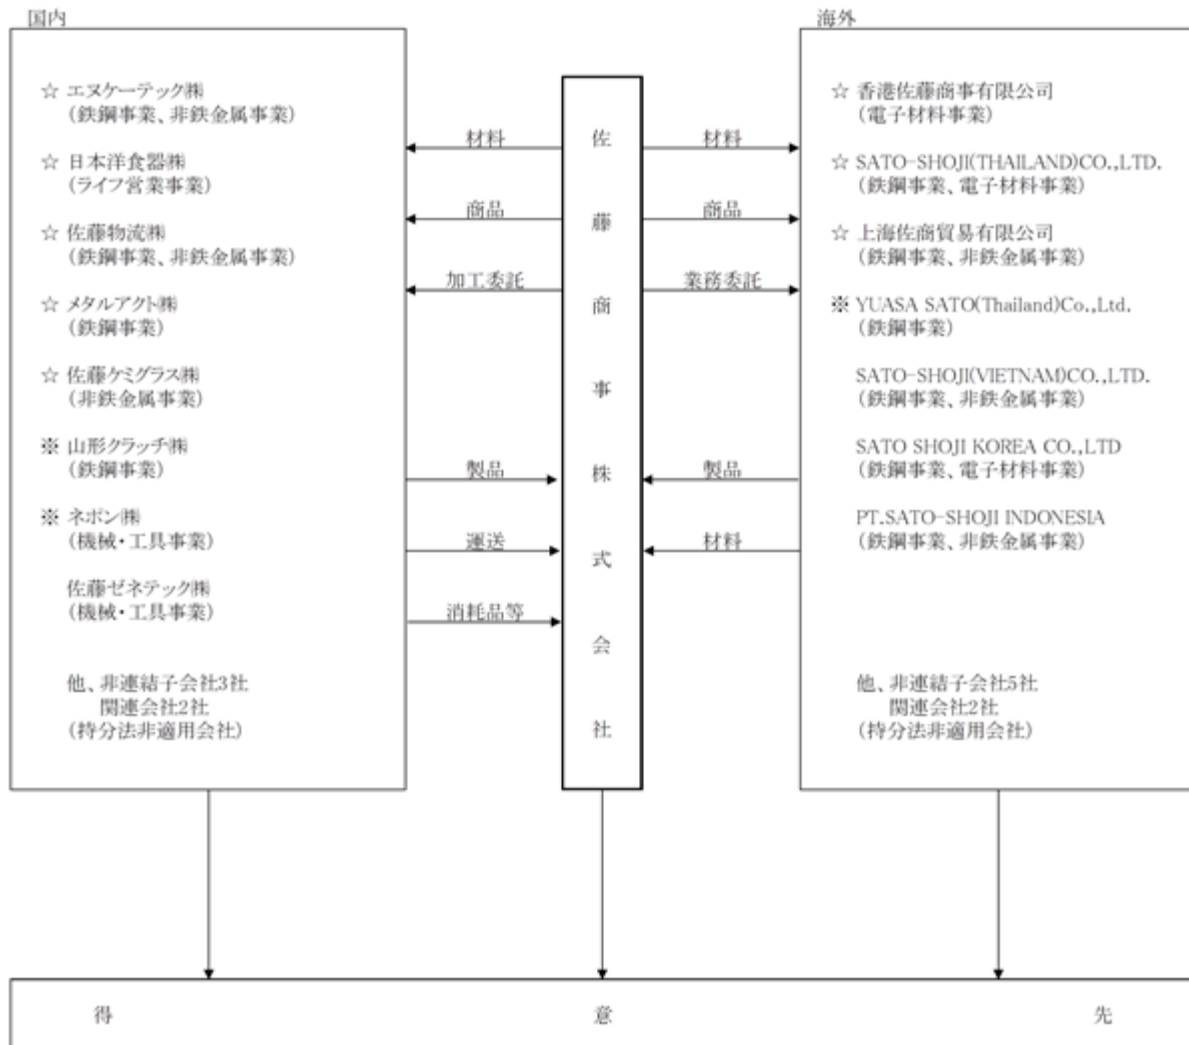 国内
☆ エヌケーテック㈱
(鉄鋼事業、非鉄金属事業)
☆ 日本洋食器㈱
(ライフ営業事業)
☆ 佐藤物流㈱
(鉄鋼事業、非鉄金属事業)
☆ メタルアクト㈱
(鉄鋼事業)
☆ 佐藤ケミグラス㈱
(非鉄金属事業)
※ 山形クラッチ㈱
(鉄鋼事業)
※ ネポン㈱
(機械・工具事業)
佐藤ゼネテック㈱
(機械・工具事業)
他、非連結子会社3社
関連会社2社
(持分法非適用会社)
材料
商品
加工委託
製品
運送
消耗品等
佐藤商事株式会社
材料
商品
業務委託
製品
材料
海外
☆ 香港佐藤商事有限公司
(電子材料事業)
☆ SATO-SHOJI(THAILAND)CO.,LTD.
(鉄鋼事業、電子材料事業)
☆ 上海佐商貿易有限公司
(鉄鋼事業、非鉄金属事業)
※ YUASA SATO(Thailand)Co.,Ltd.
(鉄鋼事業)
SATO-SHOJI(VIETNAM)CO.,LTD.
(鉄鋼事業、非鉄金属事業)
SATO SHOJI KOREA CO.,LTD
(鉄鋼事業、電子材料事業)
PT.SATO-SHOJI INDONESIA
(鉄鋼事業、非鉄金属事業)
他、非連結子会社5社
関連会社2社
(持分法非適用会社)
得意先